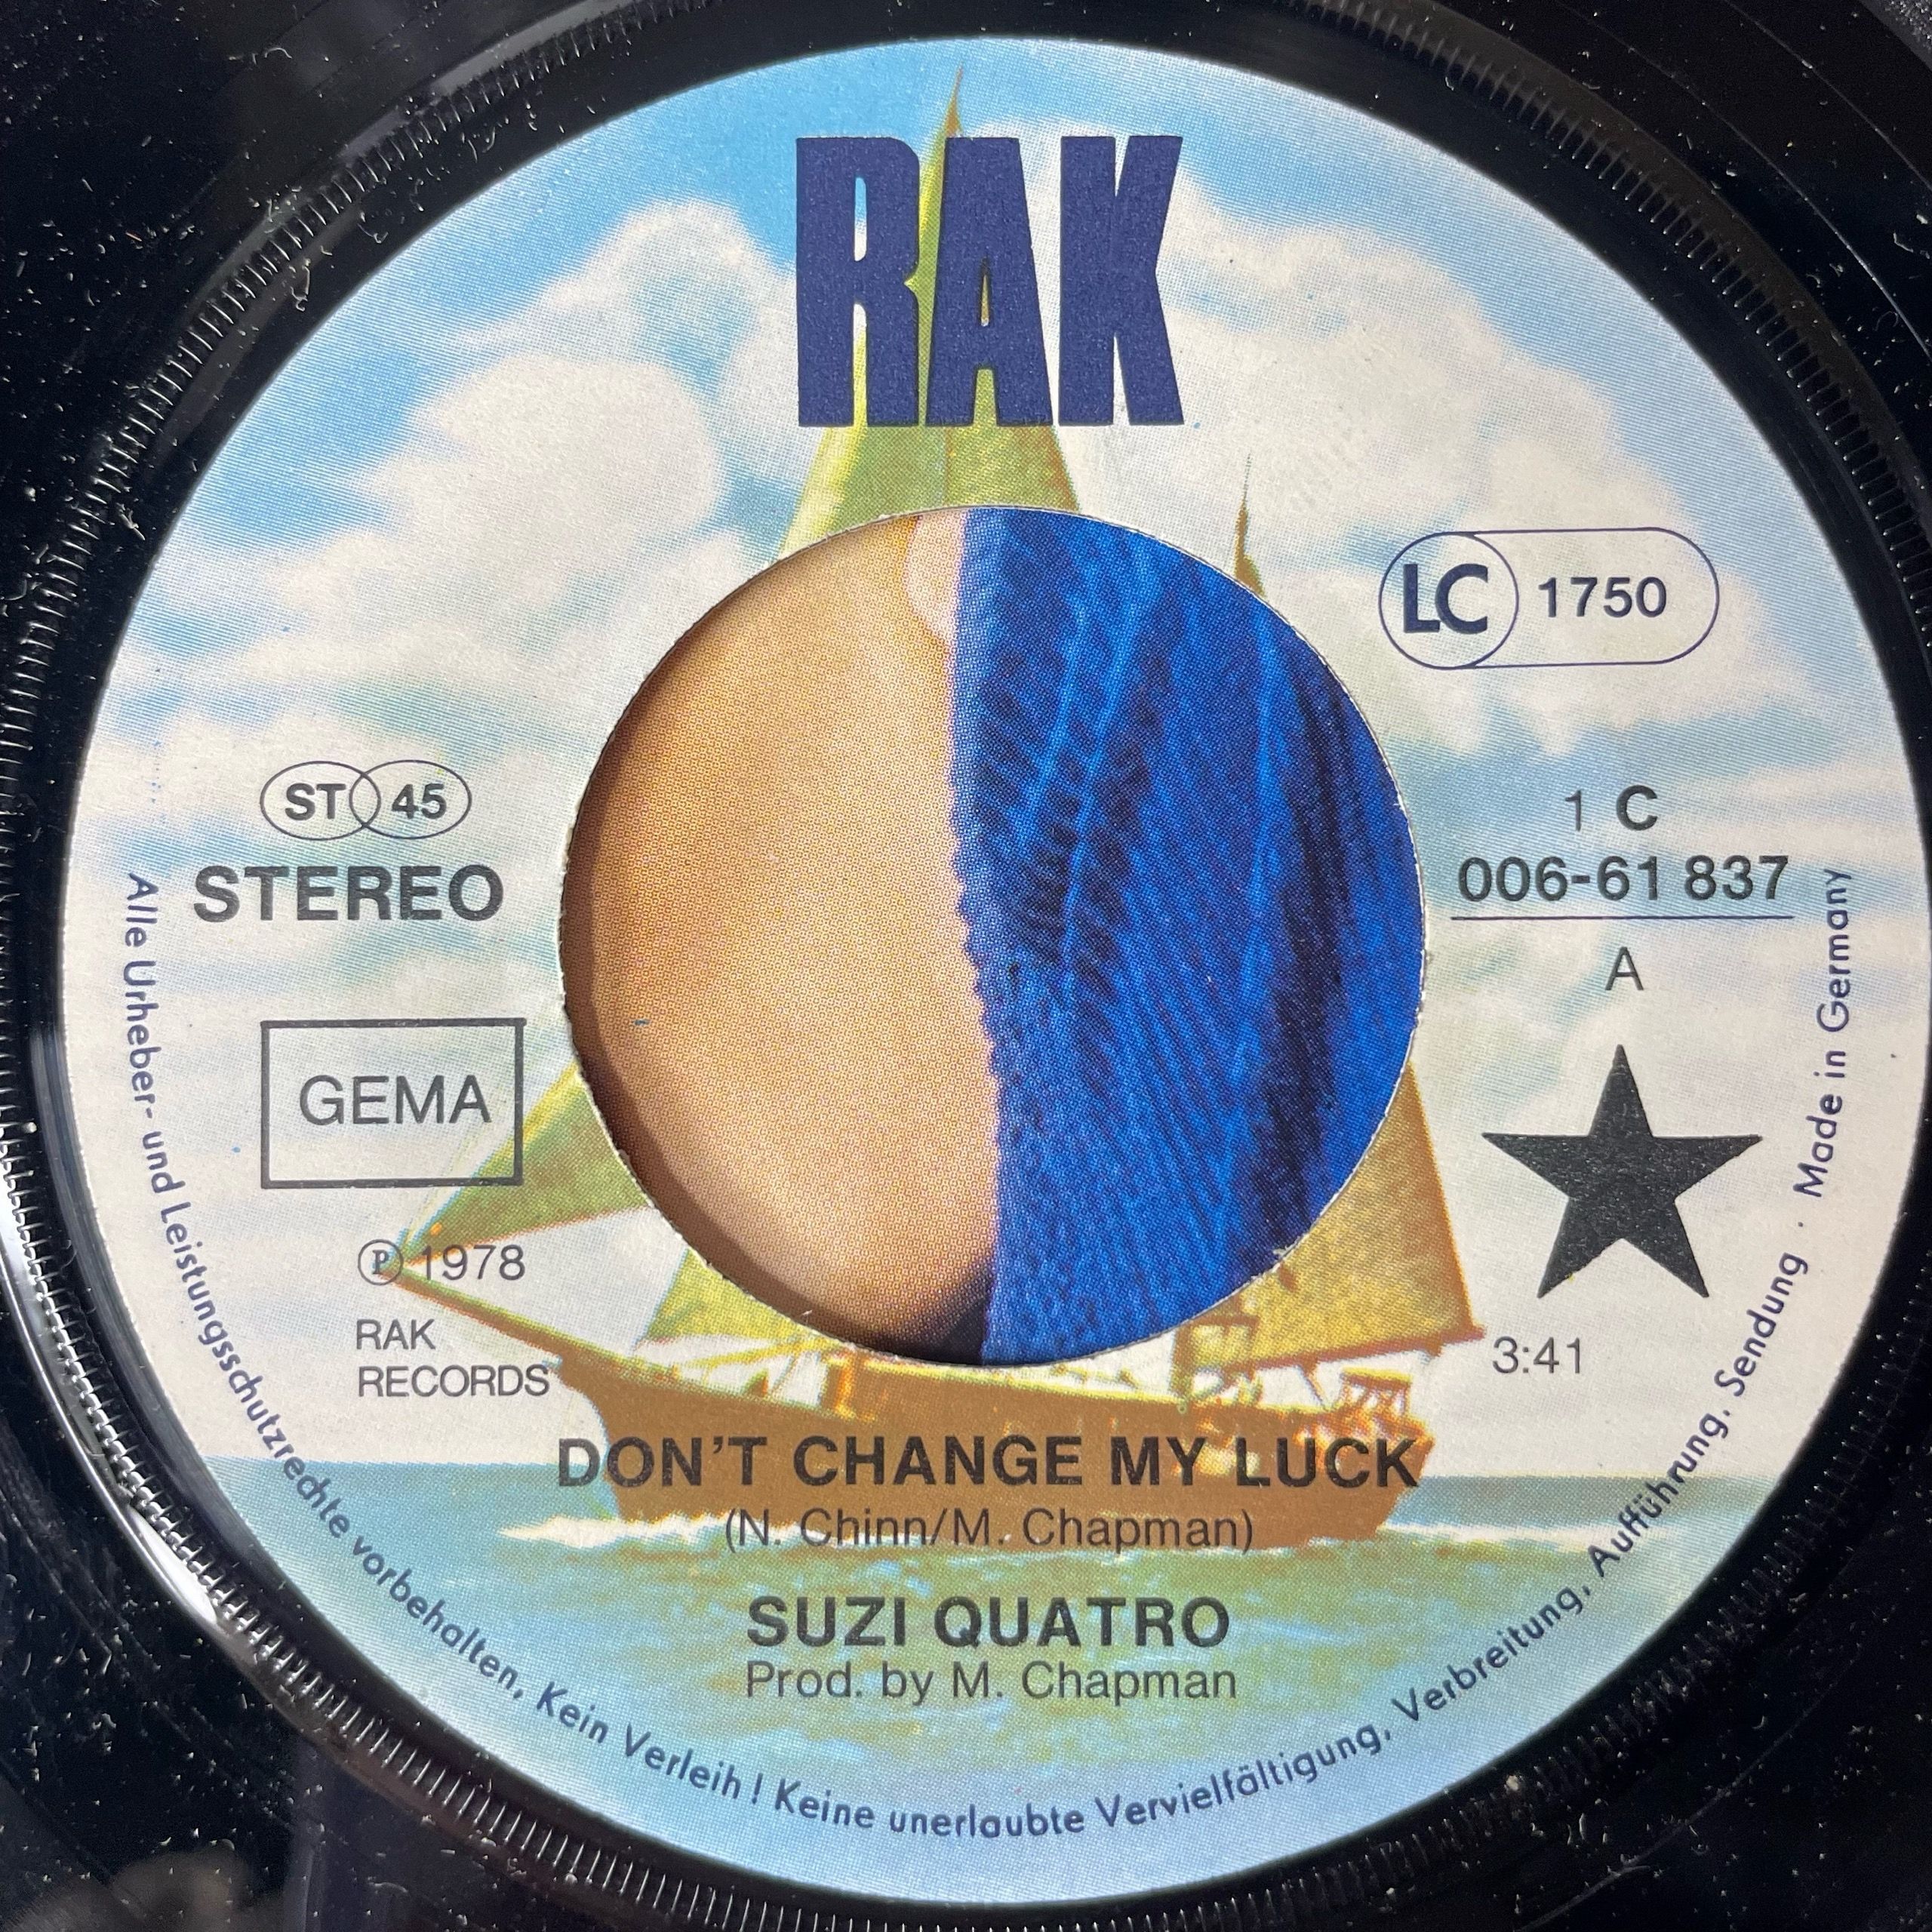 RAK
LC 1750
ST 45
STEREO
1 C
006-61 837
A
GEMA
Ⓟ 1978
RAK
RECORDS
3:41
DON'T CHANGE MY LUCK
(N. Chinn/M. Chapman)
SUZI QUATRO
Prod. by M. Chapman
Alle Urheber- und Leistungsschutzrechte vorbehalten, Kein Verleih! Keine unerlaubte Vervielfältigung, Verbreitung, Aufführung, Sendung · Made in Germany